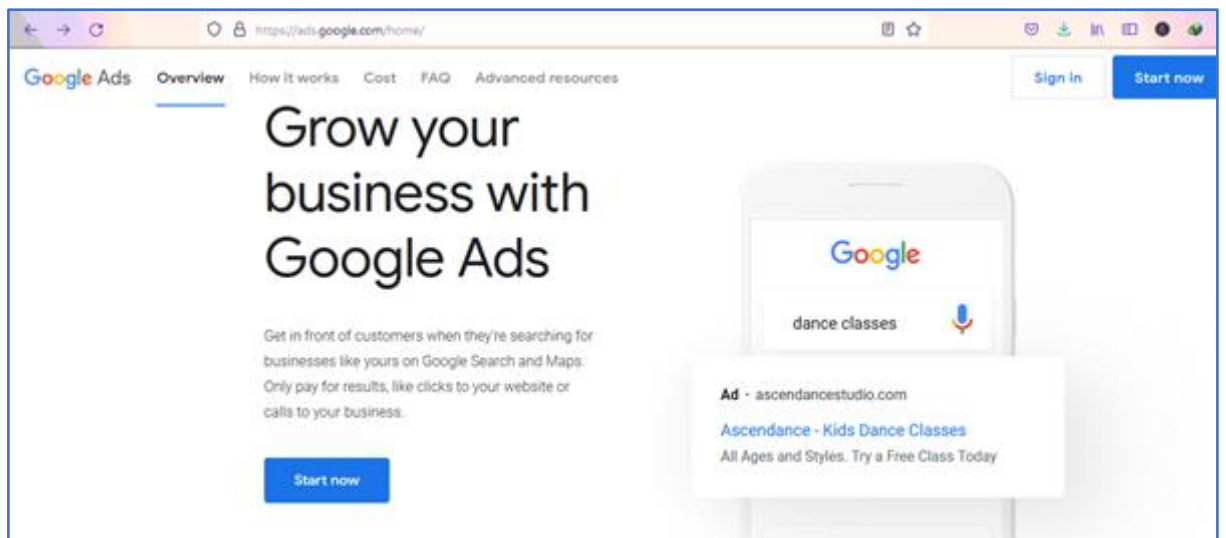 https://ads.google.com/home/
Google Ads Overview How it works Cost FAQ Advanced resources Sign in Start now
Grow your
business with
Google Ads
Get in front of customers when they're searching for
businesses like yours on Google Search and Maps.
Only pay for results, like clicks to your website or
calls to your business.
Start now
Google
dance classes
Ad · ascendancestudio.com
Ascendance - Kids Dance Classes
All Ages and Styles. Try a Free Class Today